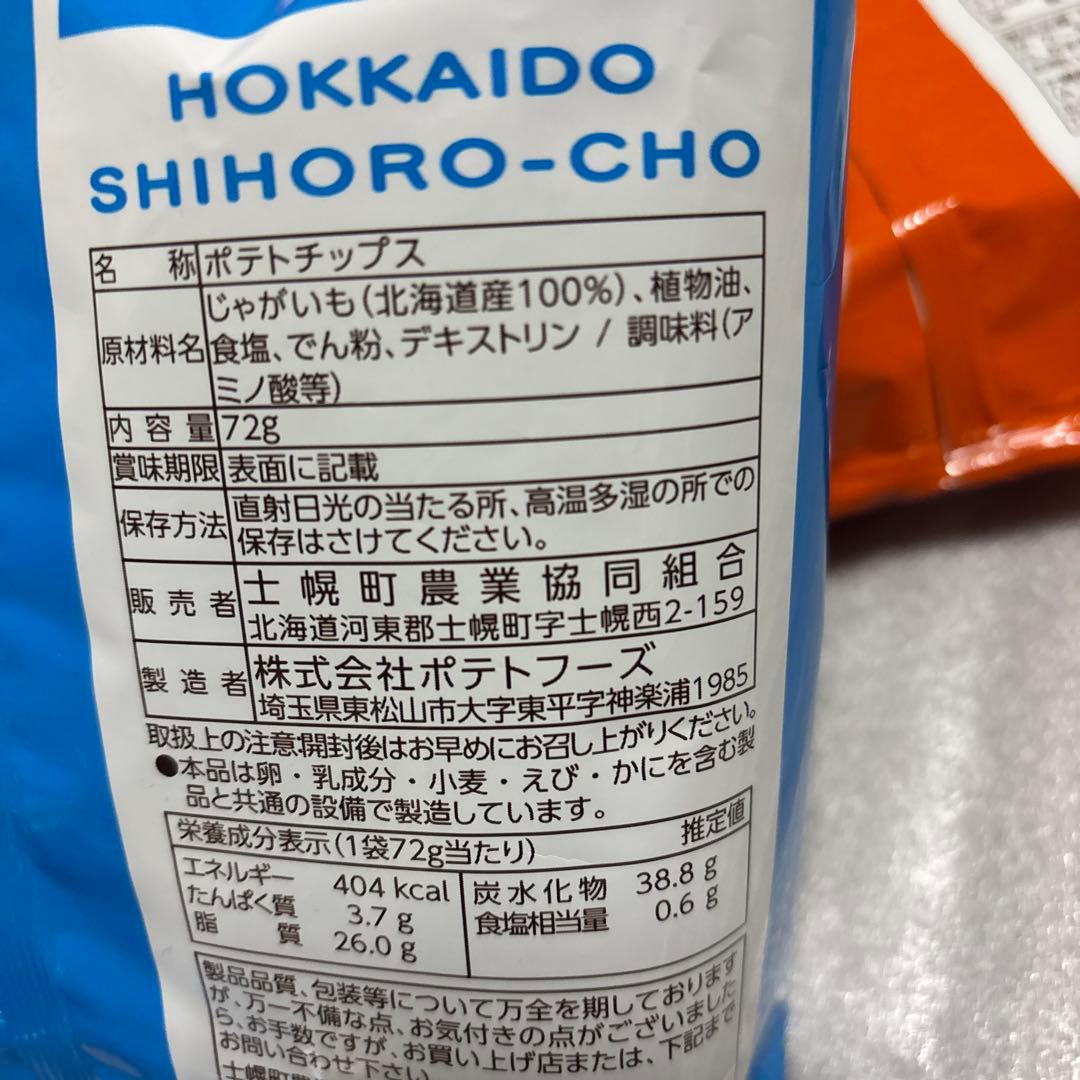 HOKKAIDO
SHIHORO-CHO
名 称 ポテトチップス
原材料名 じゃがいも(北海道産100%)、植物油、
食塩、でん粉、デキストリン / 調味料(ア
ミノ酸等)
内容量 72g
賞味期限 表面に記載
保存方法 直射日光の当たる所、高温多湿の所での
保存はさけてください。
販売者 士幌町農業協同組合
北海道河東郡士幌町字士幌西2-159
製造者 株式会社ポテトフーズ
埼玉県東松山市大字東平字神楽浦1985
取扱上の注意:開封後はお早めにお召し上がりください。
●本品は卵・乳成分・小麦・えび・かにを含む製
品と共通の設備で製造しています。
栄養成分表示(1袋72g当たり) 推定値
エネルギー 404 kcal 炭水化物 38.8 g
たんぱく質 3.7 g 食塩相当量 0.6 g
脂 質 26.0 g
製品品質、包装等について万全を期しております
が、万一不備な点、お気付きの点がございました
ら、お手数ですが、お買い上げ店または、下記まで
お問い合わせ下さい。
士幌町農